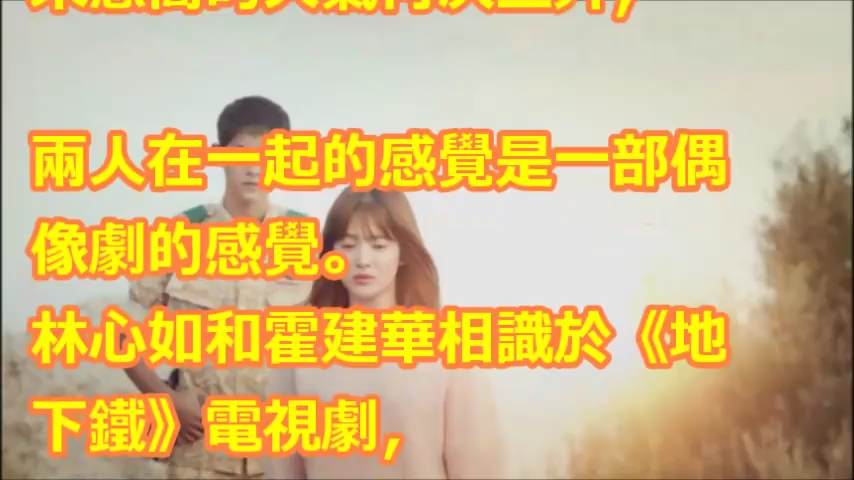 兩人在一起的感覺是一部偶
像劇的感覺。
林心如和霍建華相識於《地
下鐵》電視劇，